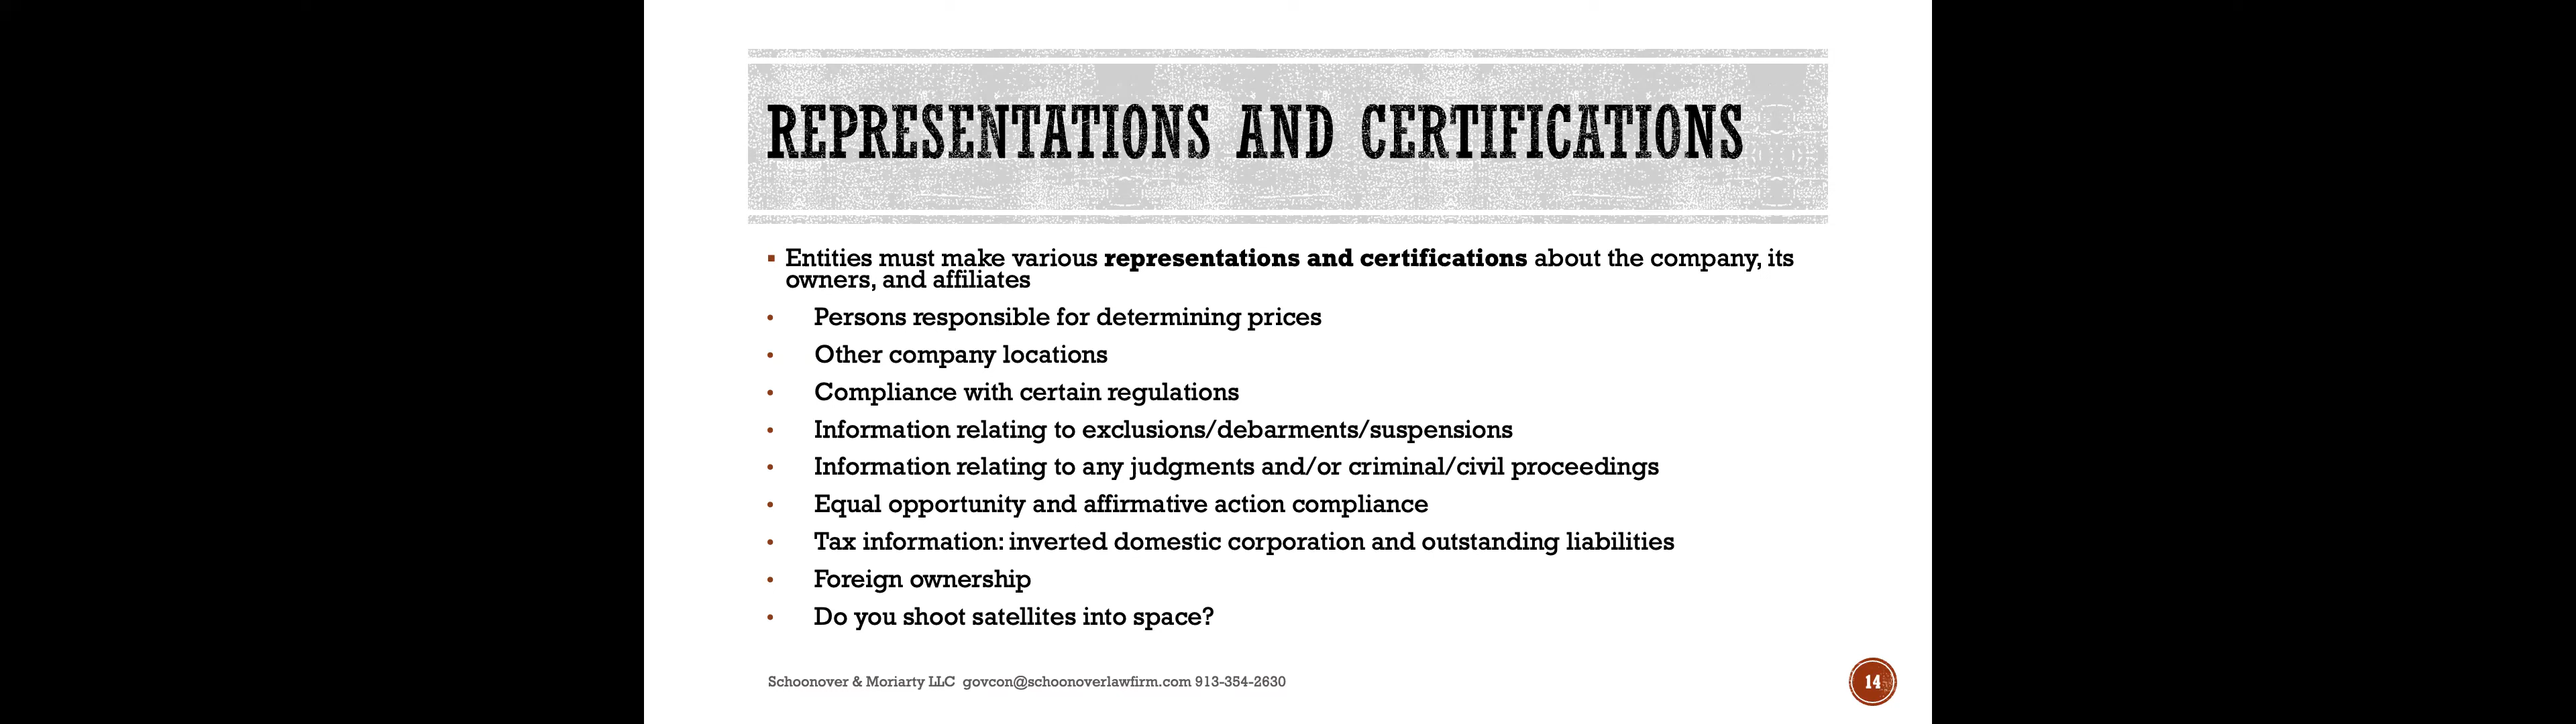 REPRESENTATIONS AND CERTIFICATIONS
▪ Entities must make various representations and certifications about the company, its
owners, and affiliates
• Persons responsible for determining prices
• Other company locations
• Compliance with certain regulations
• Information relating to exclusions/debarments/suspensions
• Information relating to any judgments and/or criminal/civil proceedings
• Equal opportunity and affirmative action compliance
• Tax information: inverted domestic corporation and outstanding liabilities
• Foreign ownership
• Do you shoot satellites into space?
Schoonover & Moriarty LLC govcon@schoonoverlawfirm.com 913-354-2630
14